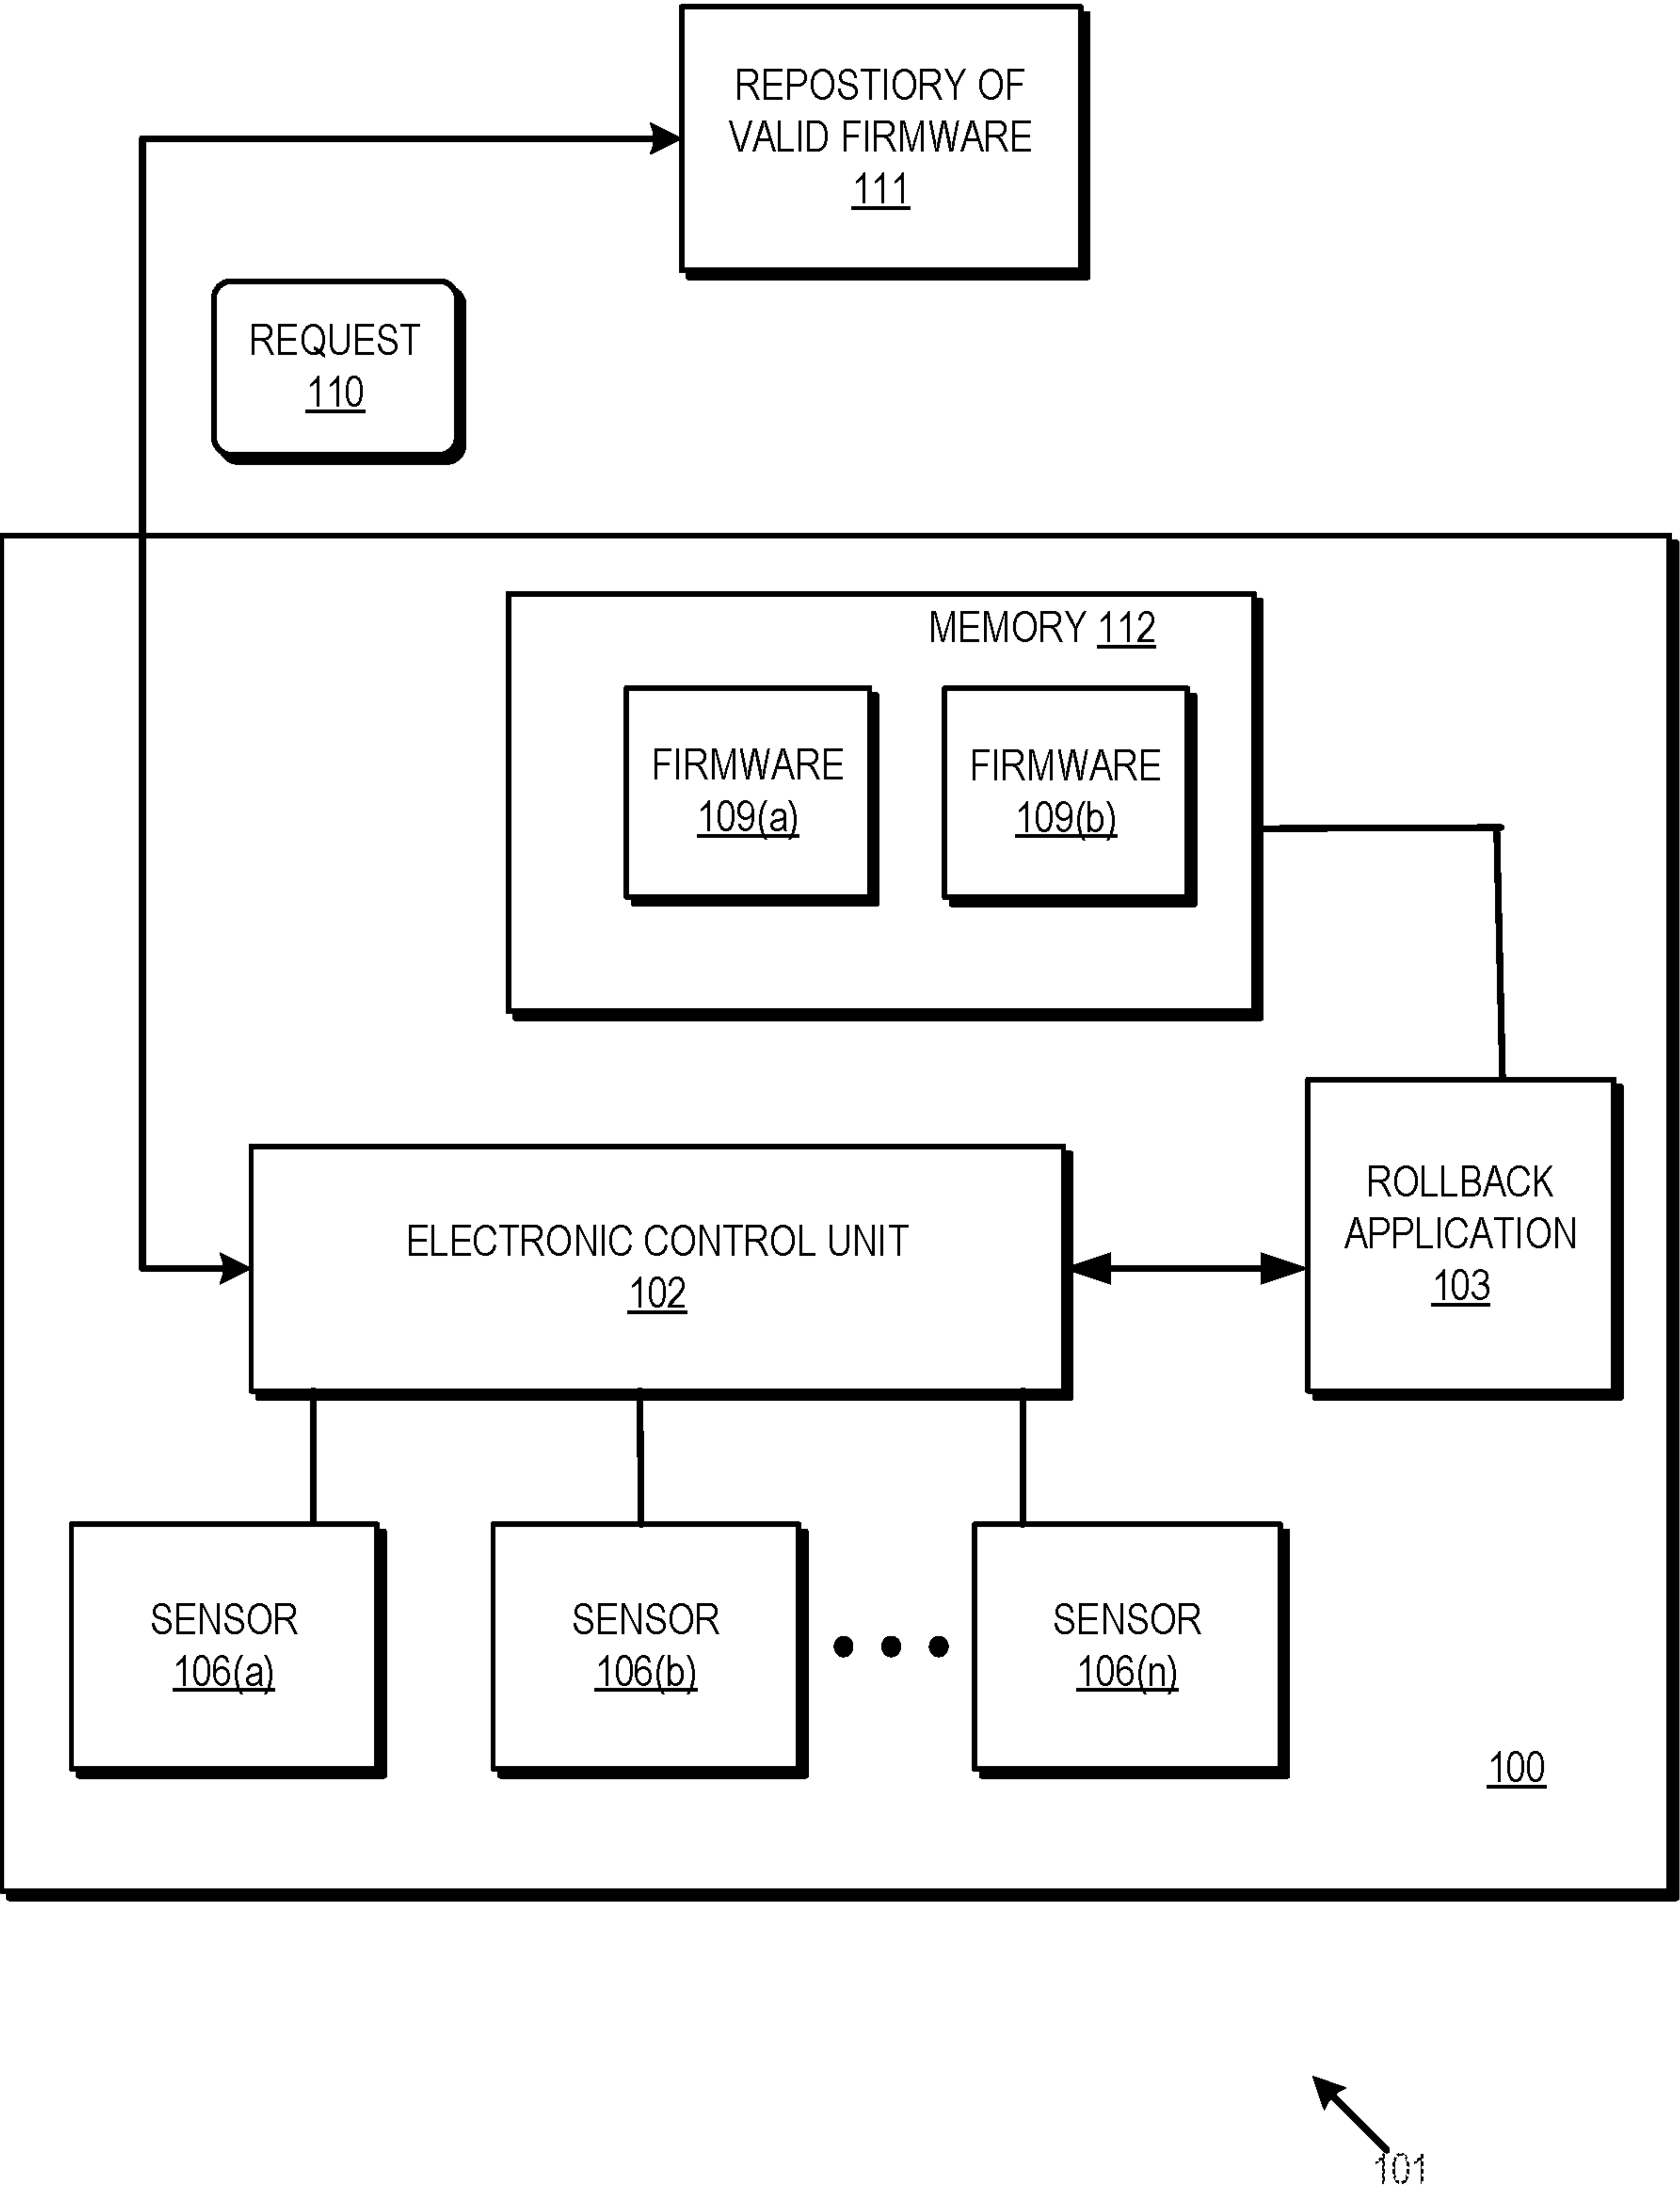 REPOSTIORY OF
VALID FIRMWARE
111
REQUEST
110
MEMORY 112
FIRMWARE
109(a)
FIRMWARE
109(b)
ROLLBACK
APPLICATION
103
ELECTRONIC CONTROL UNIT
102
SENSOR
106(a)
SENSOR
106(b)
SENSOR
106(n)
100
101